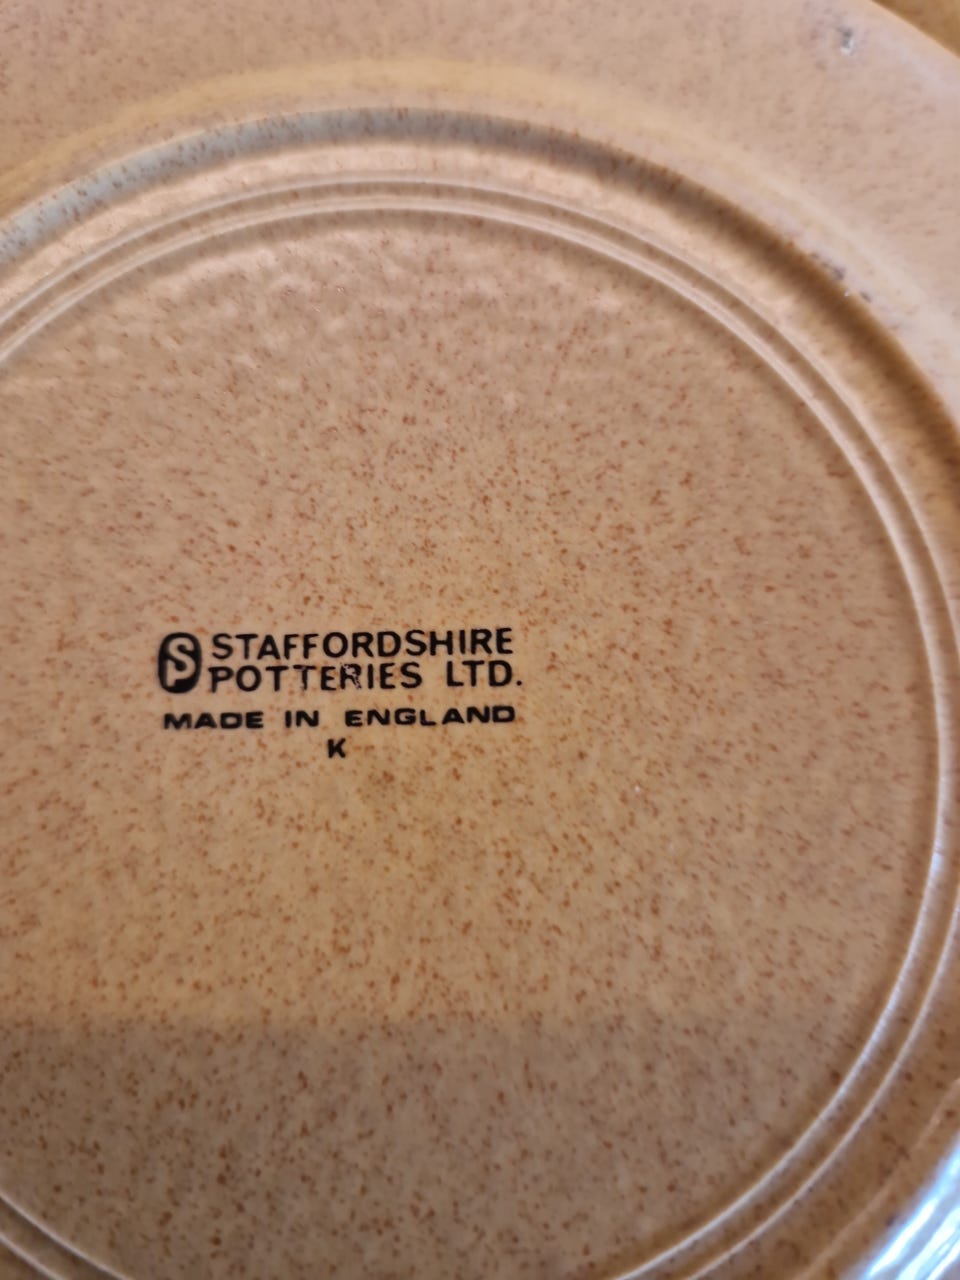 S STAFFORDSHIRE
POTTERIES LTD.
MADE IN ENGLAND
K